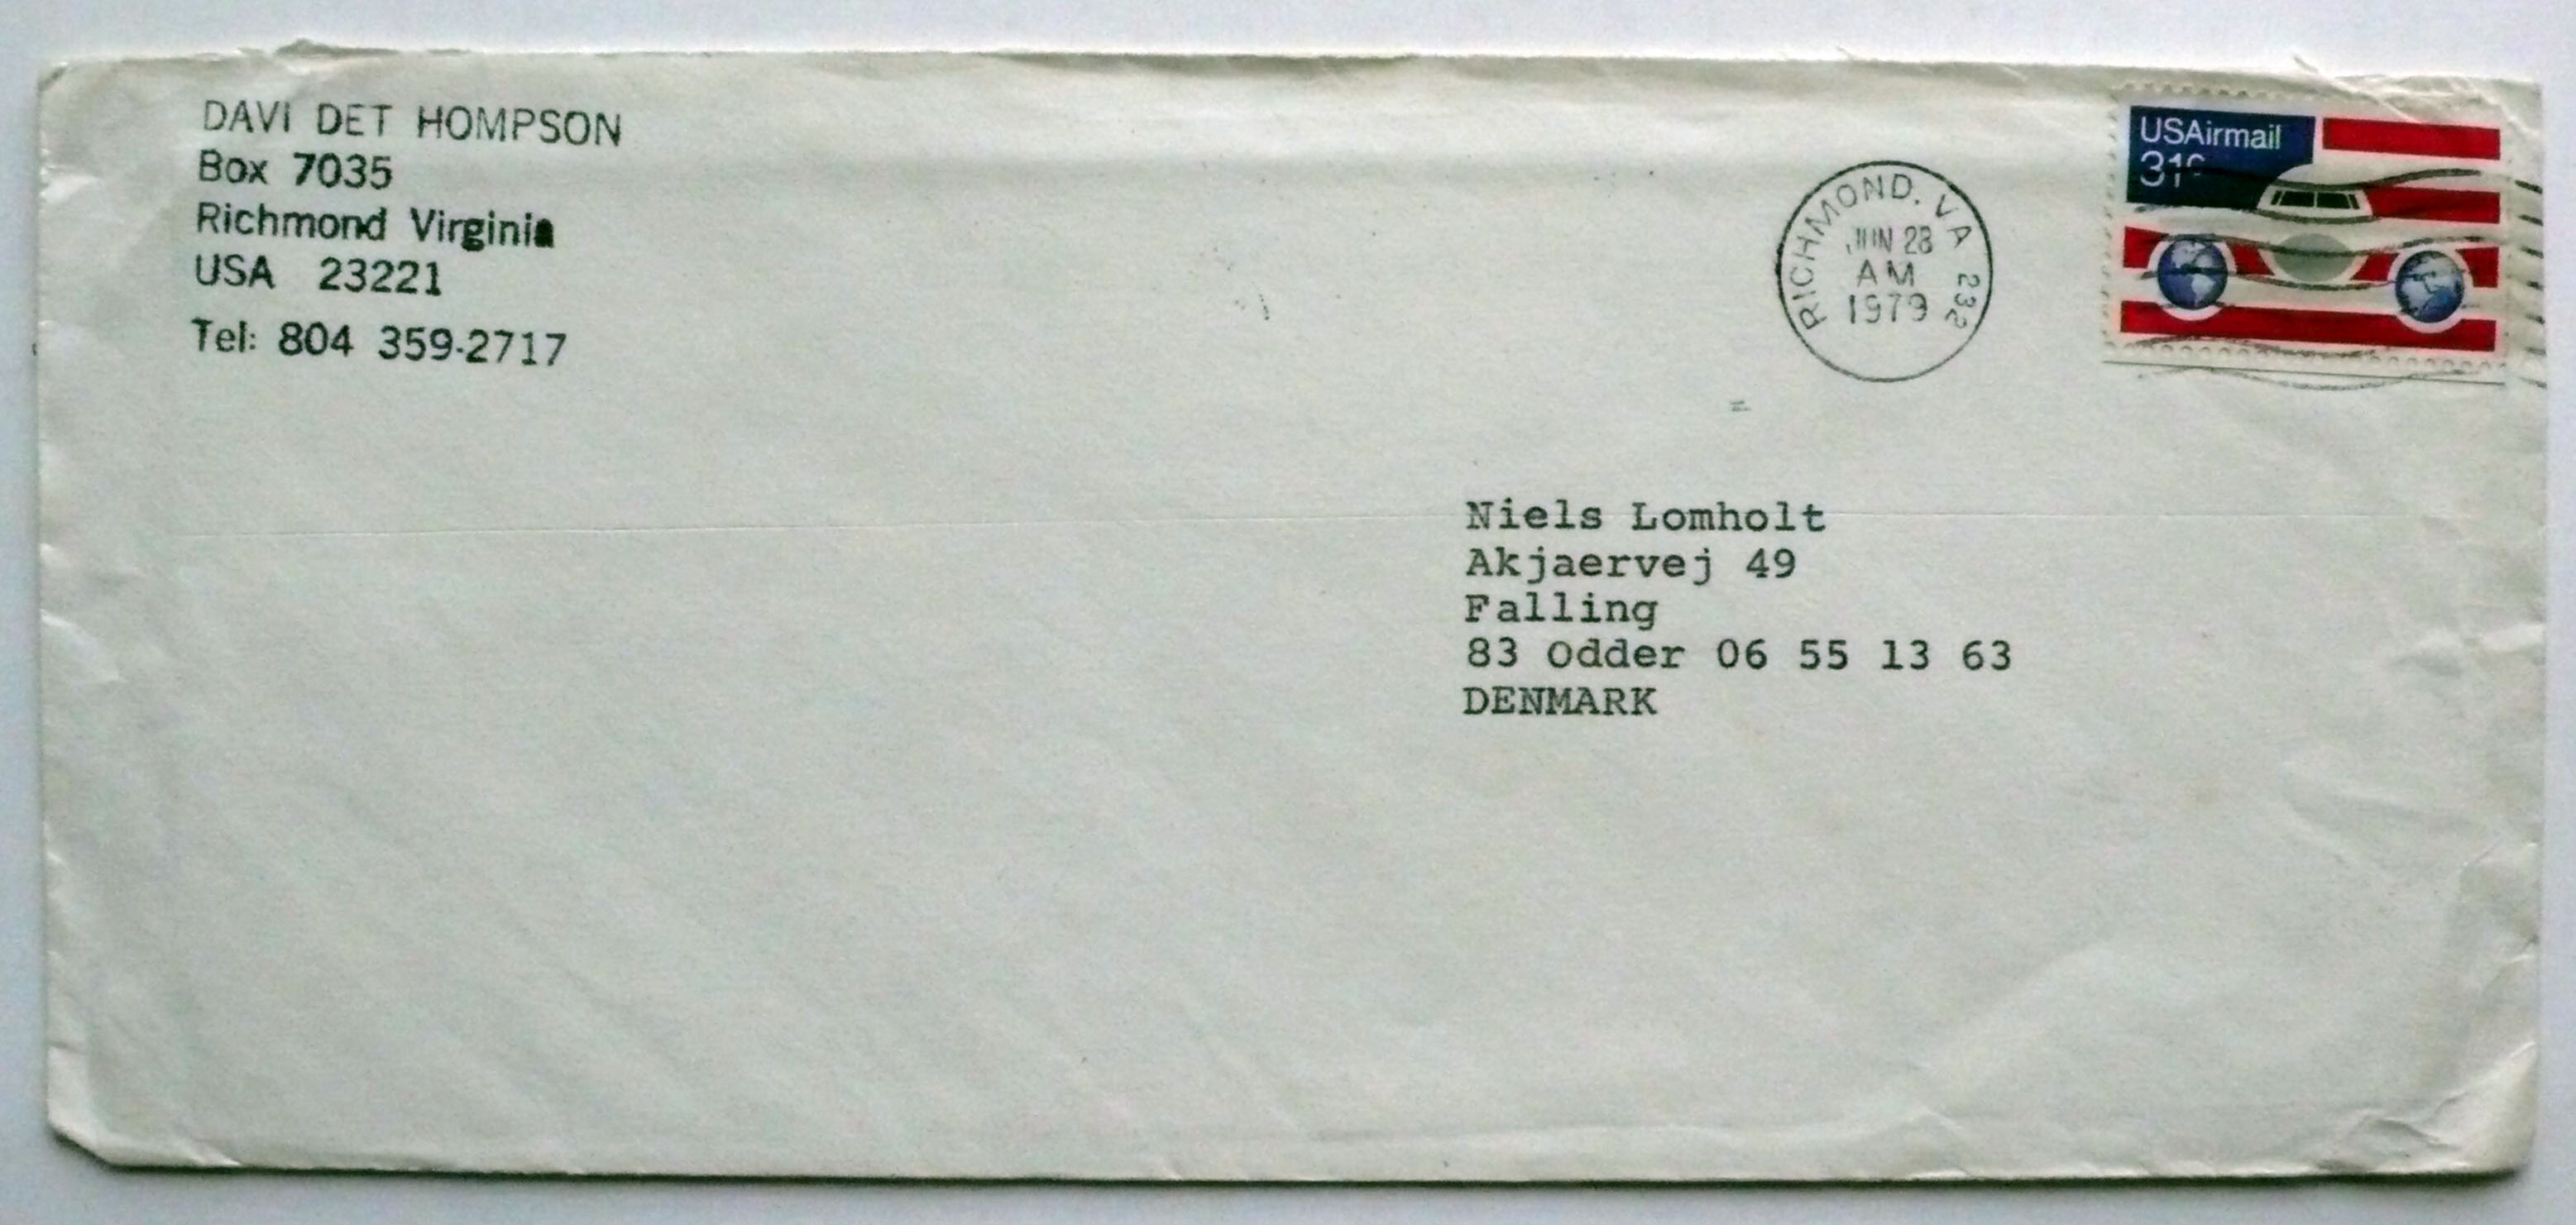 DAVI DET HOMPSON
Box 7035
Richmond Virginia
USA 23221
Tel: 804 359-2717
RICHMOND, VA 232
JUN 28
AM
1979
USAirmail
31c
Niels Lomholt
Akjaervej 49
Falling
83 Odder 06 55 13 63
DENMARK